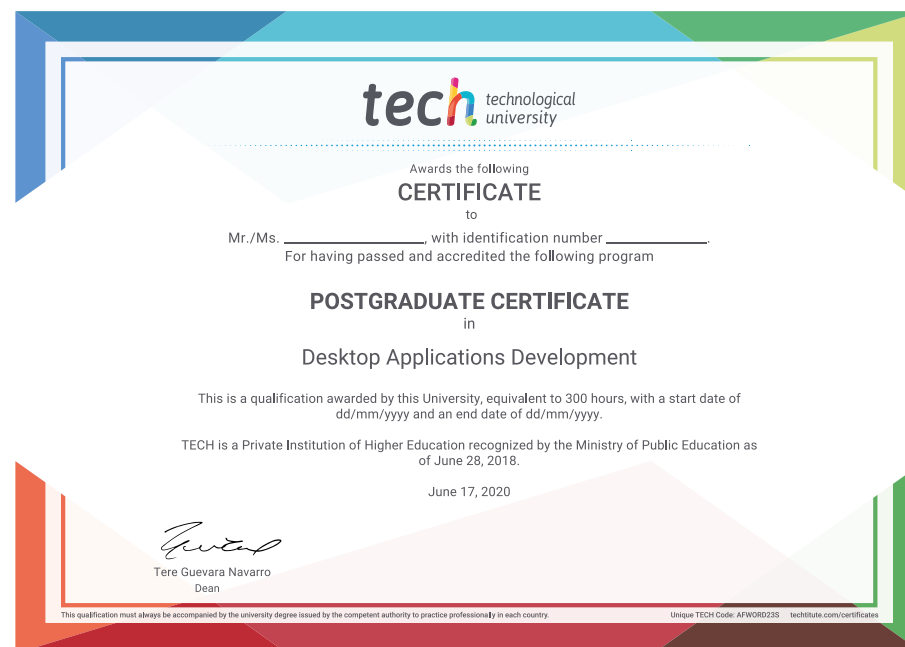 tech technological
university
Awards the following
CERTIFICATE
to
Mr./Ms. ____________________, with identification number ______________.
For having passed and accredited the following program
POSTGRADUATE CERTIFICATE
in
Desktop Applications Development
This is a qualification awarded by this University, equivalent to 300 hours, with a start date of
dd/mm/yyyy and an end date of dd/mm/yyyy.
TECH is a Private Institution of Higher Education recognized by the Ministry of Public Education as
of June 28, 2018.
June 17, 2020
Tere Guevara Navarro
Dean
This qualification must always be accompanied by the university degree issued by the competent authority to practice professionally in each country. Unique TECH Code: AFWORD23S techtitute.com/certificates